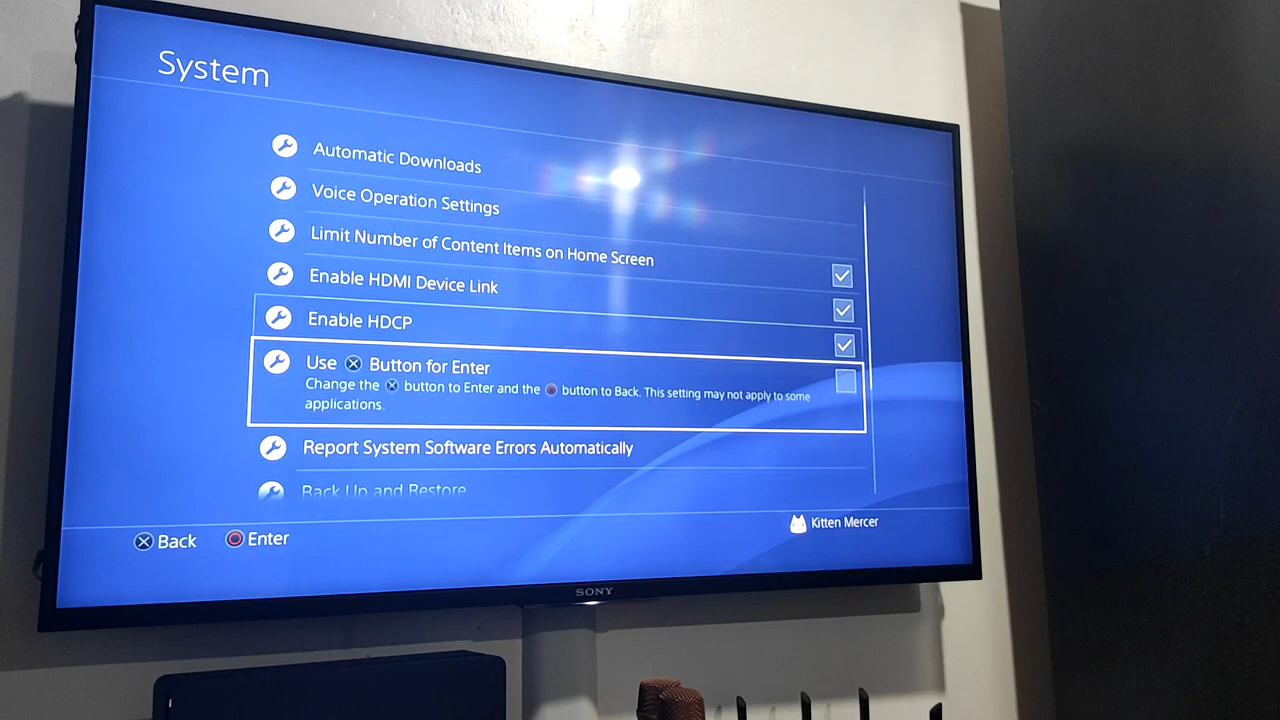 System
Automatic Downloads
Voice Operation Settings
Limit Number of Content Items on Home Screen
Enable HDMI Device Link
Enable HDCP
Use Ⓧ Button for Enter
Change the Ⓧ button to Enter and the ◯ button to Back. This setting may not apply to some
applications.
Report System Software Errors Automatically
Back Up and Restore
Kitten Mercer
Ⓧ Back ◯ Enter
SONY